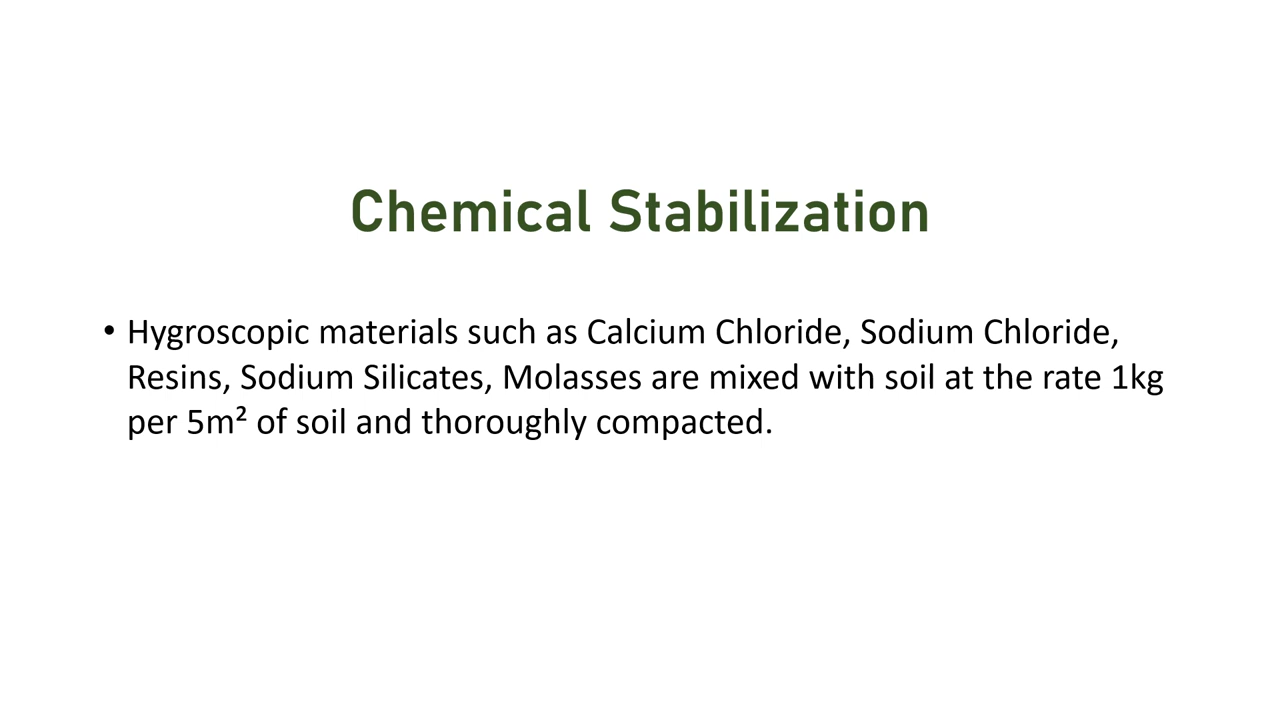 Chemical Stabilization
• Hygroscopic materials such as Calcium Chloride, Sodium Chloride,
Resins, Sodium Silicates, Molasses are mixed with soil at the rate 1kg
per 5m² of soil and thoroughly compacted.